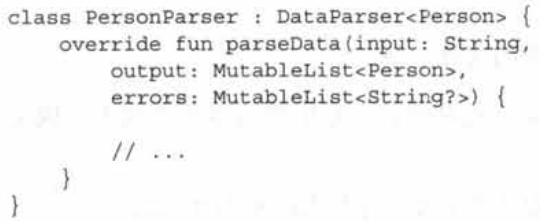 class PersonParser : DataParser<Person> {
    override fun parseData(input: String,
        output: MutableList<Person>,
        errors: MutableList<String?>) {
        // ...
    }
}